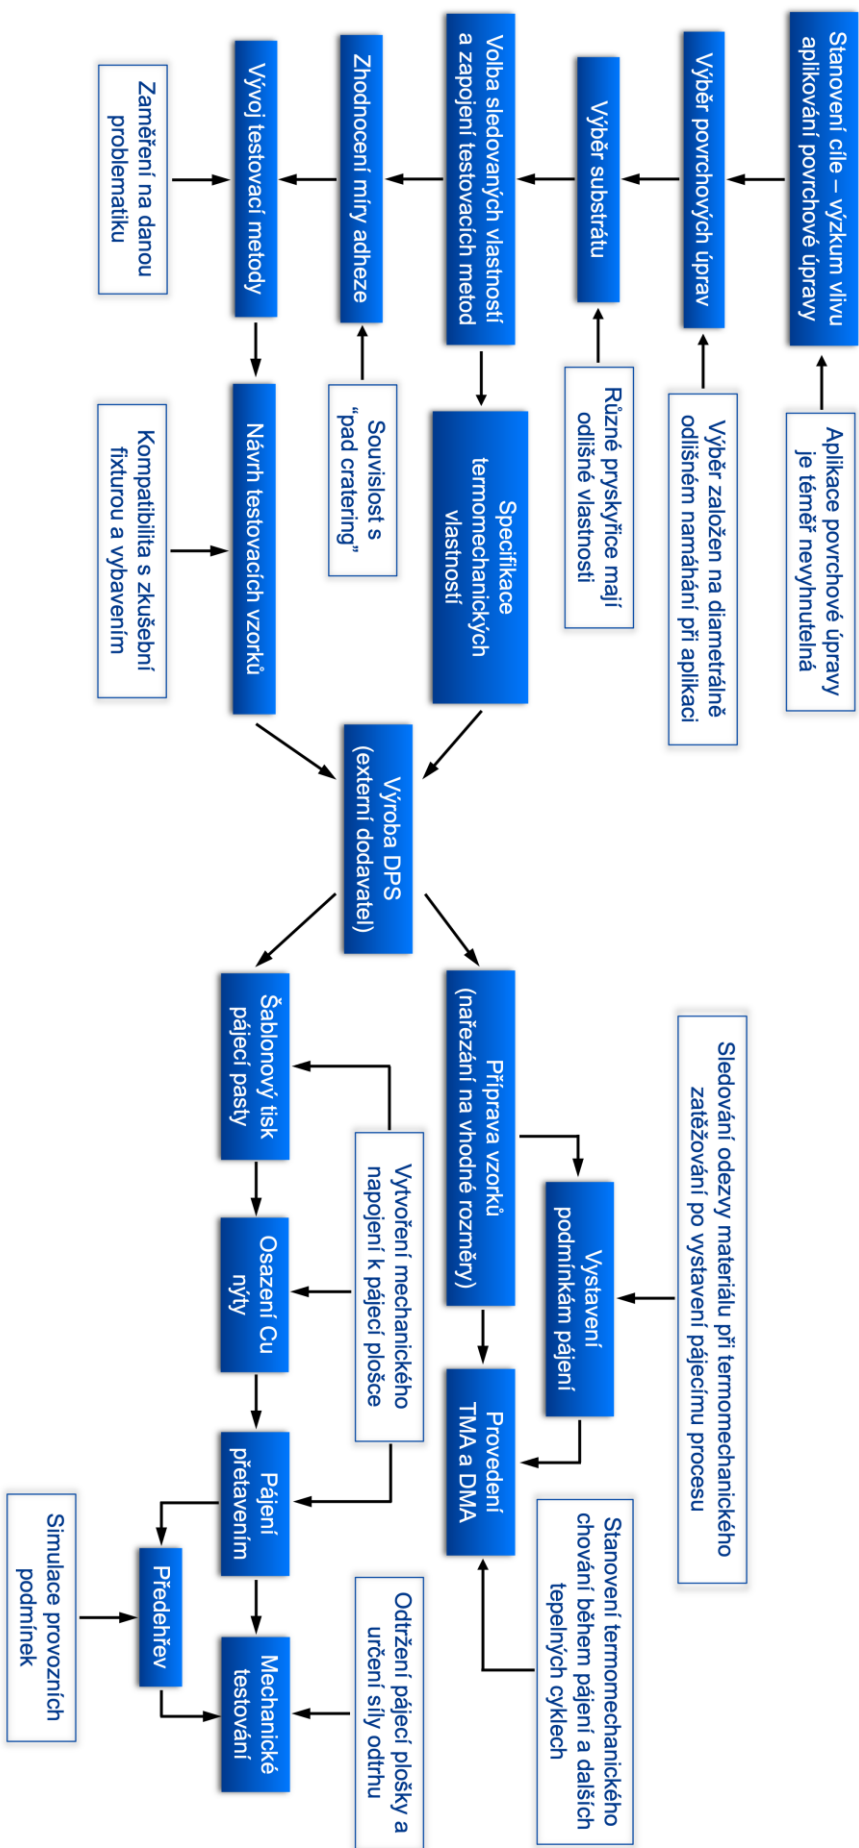 Stanovení cíle – výzkum vlivu
aplikování povrchové úpravy
Aplikace povrchové úpravy
je téměř nevyhnutelná
Výběr povrchových úprav
Výběr založen na diametrálně
odlišném namáhání při aplikaci
Výběr substrátu
Různé pryskyřice mají
odlišné vlastnosti
Volba sledovaných vlastností
a zapojení testovacích metod
Specifikace
termomechanických
vlastností
Zhodnocení míry adheze
Souvislost s
“pad cratering”
Vývoj testovací metody
Zaměření na danou
problematiku
Návrh testovacích vzorků
Kompatibilita s zkušební
fixturou a vybavením
Výroba DPS
(externí dodavatel)
Sledování odezvy materiálu při termomechanického
zatěžování po vystavení pájecímu procesu
Vystavení
podmínkám pájení
Příprava vzorků
(nařezání na vhodné rozměry)
Provedení
TMA a DMA
Stanovení termomechanického
chování během pájení a dalších
tepelných cyklech
Vytvoření mechanického
napojení k pájecí plošce
Šablonový tisk
pájecí pasty
Osazení Cu
nýty
Pájení
přetavením
Předehřev
Simulace provozních
podmínek
Mechanické
testování
Odtržení pájecí plošky a
určení síly odtrhu